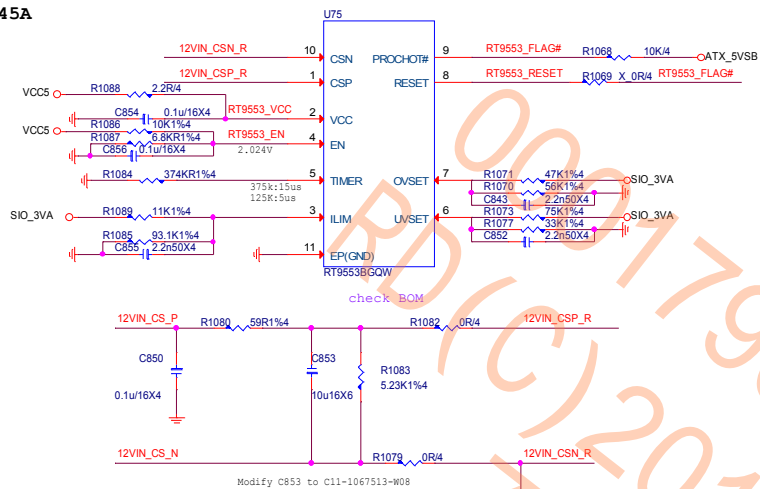 45A
U75
12VIN_CSN_R 10 CSN PROCHOT# 9 RT9553_FLAG# R1068 10K/4 ATX_5VSB
12VIN_CSP_R 1 CSP RESET 8 RT9553_RESET R1069 X_0R/4 RT9553_FLAG#
VCC5 R1088 2.2R/4
C854 0.1u/16X4 RT9553_VCC 2 VCC
VCC5 R1086 10K1%4
R1087 6.8KR1%4 RT9553_EN 4 EN
C856 0.1u/16X4 2.024V
R1084 374KR1%4 5 TIMER OVSET 7 R1071 47K1%4 SIO_3VA
375k:15us R1070 56K1%4
125K:5us C843 2.2n50X4
SIO_3VA R1089 11K1%4 3 ILIM UVSET 6 R1073 75K1%4 SIO_3VA
R1085 93.1K1%4 R1077 33K1%4
C855 2.2n50X4 C852 2.2n50X4
11 EP(GND)
RT9553BGQW
check BOM
12VIN_CS_P R1080 59R1%4 R1082 0R/4 12VIN_CSP_R
C850 C853 R1083
0.1u/16X4 10u16X6 5.23K1%4
12VIN_CS_N R1079 0R/4 12VIN_CSN_R
Modify C853 to C11-1067513-W08